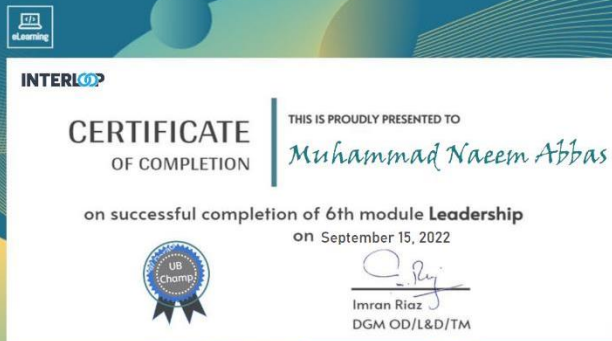 eLearning
INTERLOOP
CERTIFICATE
OF COMPLETION
THIS IS PROUDLY PRESENTED TO
Muhammad Naeem Abbas
on successful completion of 6th module Leadership
on September 15, 2022
UB
Champ
Imran Riaz
DGM OD/L&D/TM